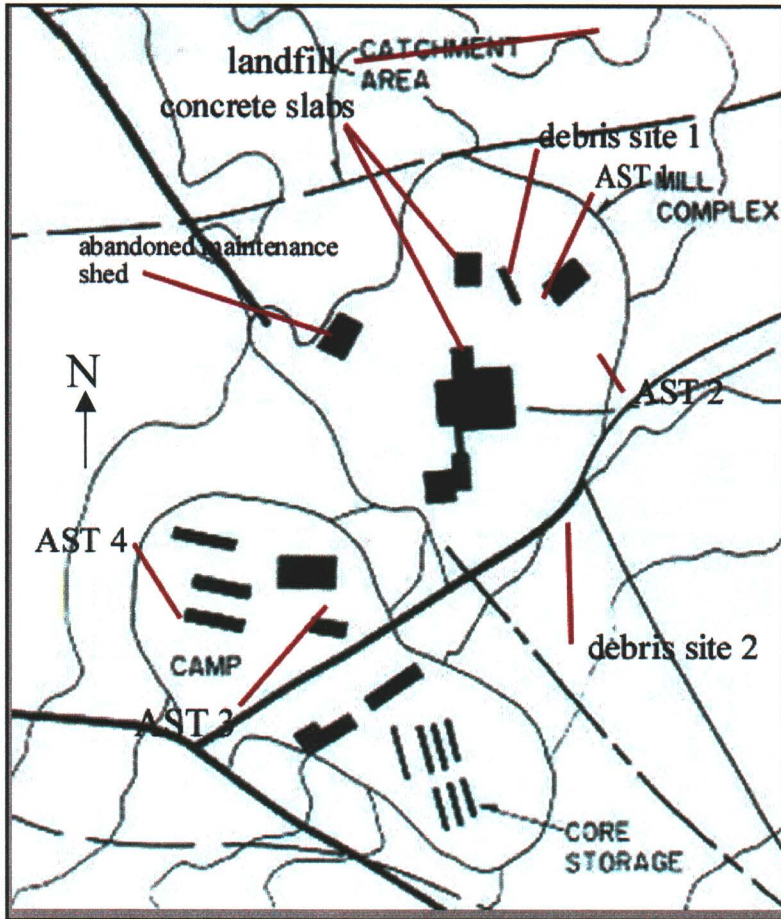 landfill
CATCHMENT
AREA
concrete slabs
debris site 1
AST 1
MILL
COMPLEX
abandoned maintenance
shed
N
AST 2
AST 4
CAMP
debris site 2
AST 3
CORE
STORAGE